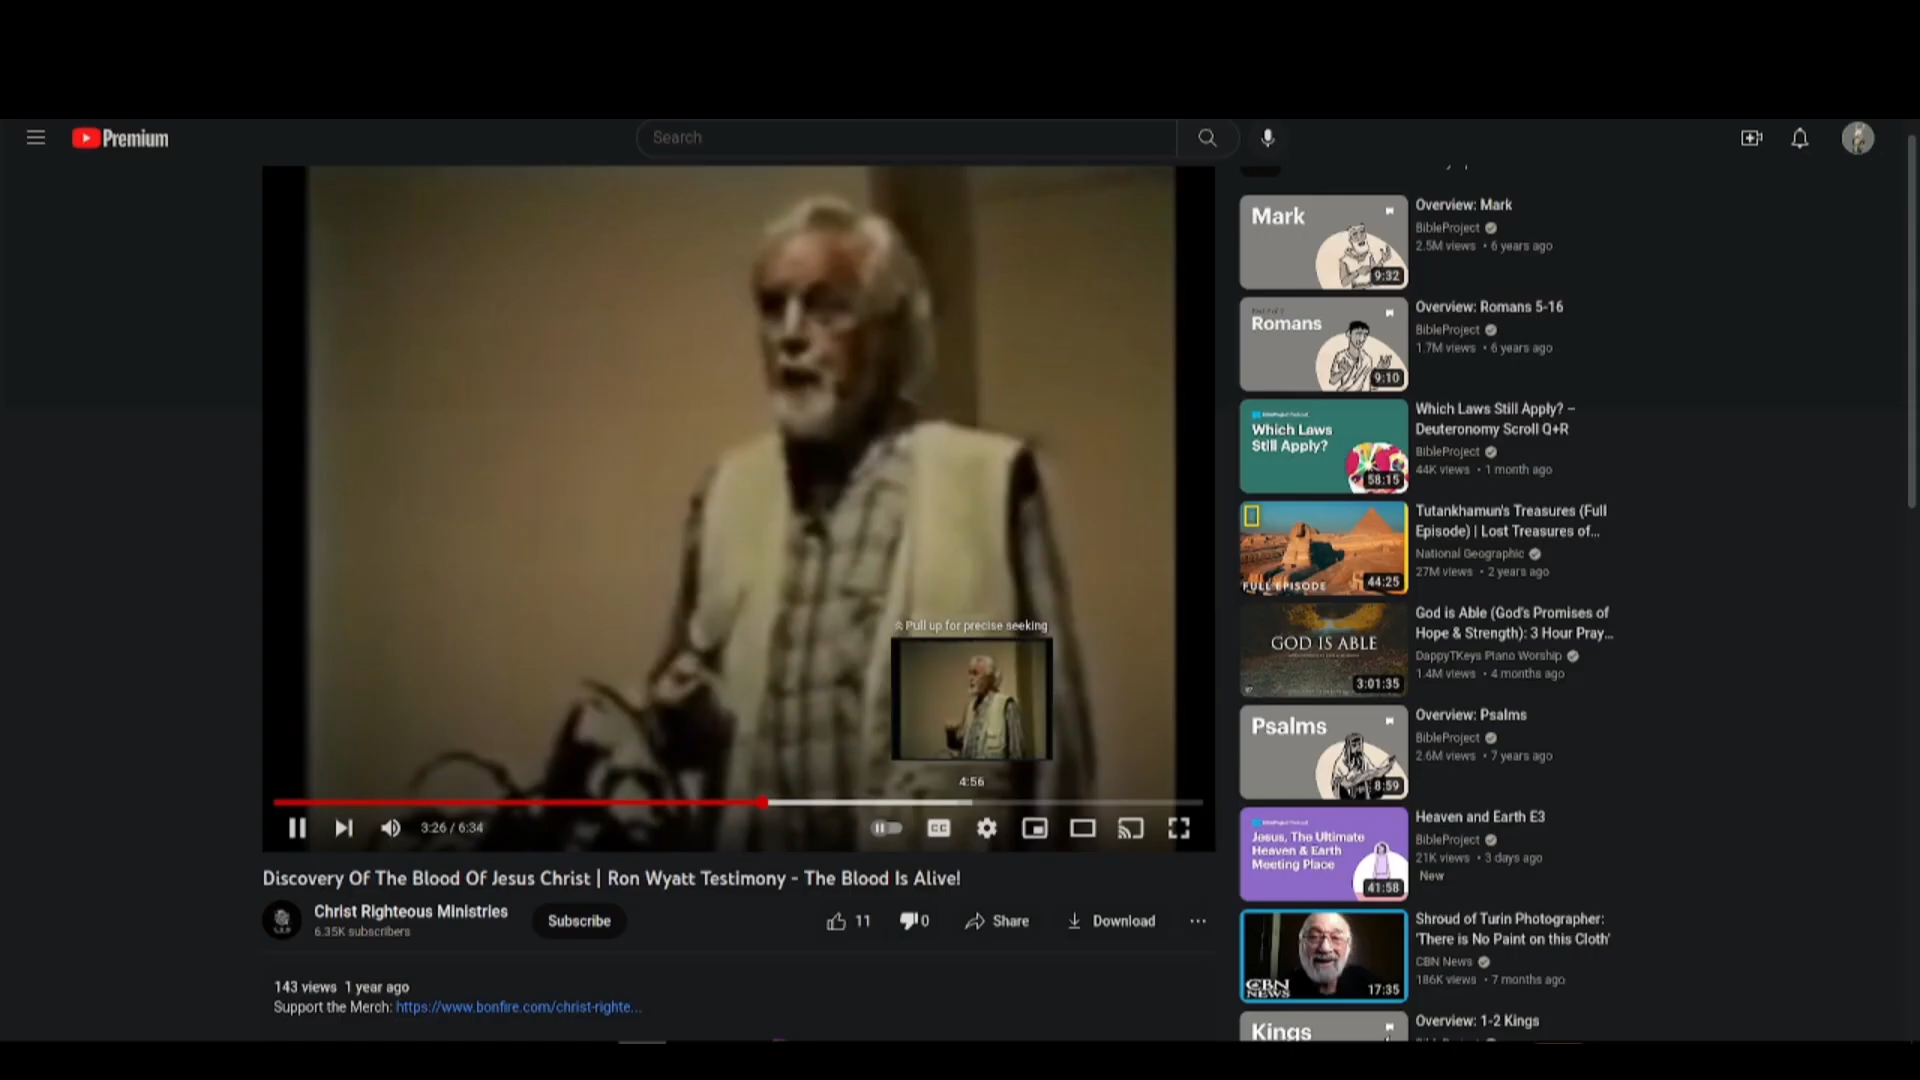 Premium
Search
Pull up for precise seeking
4:56
3:26 / 6:34
CC
Discovery Of The Blood Of Jesus Christ | Ron Wyatt Testimony - The Blood Is Alive!
Christ Righteous Ministries
6.35K subscribers
Subscribe
11
0
Share
Download
143 views 1 year ago
Support the Merch: https://www.bonfire.com/christ-righte...
Mark
9:32
Overview: Mark
BibleProject
2.5M views • 6 years ago
Romans
9:10
Overview: Romans 5-16
BibleProject
1.7M views • 6 years ago
Which Laws
Still Apply?
58:15
Which Laws Still Apply? –
Deuteronomy Scroll Q+R
BibleProject
44K views • 1 month ago
FULL EPISODE
44:25
Tutankhamun's Treasures (Full
Episode) | Lost Treasures of...
National Geographic
27M views • 2 years ago
GOD IS ABLE
3:01:35
God is Able (God's Promises of
Hope & Strength): 3 Hour Pray...
DappyTKeys Piano Worship
1.4M views • 4 months ago
Psalms
8:59
Overview: Psalms
BibleProject
2.6M views • 7 years ago
Jesus, The Ultimate
Heaven & Earth
Meeting Place
41:58
Heaven and Earth E3
BibleProject
21K views • 3 days ago
New
CBN
NEWS
17:35
Shroud of Turin Photographer:
'There is No Paint on this Cloth'
CBN News
186K views • 7 months ago
Kings
Overview: 1-2 Kings